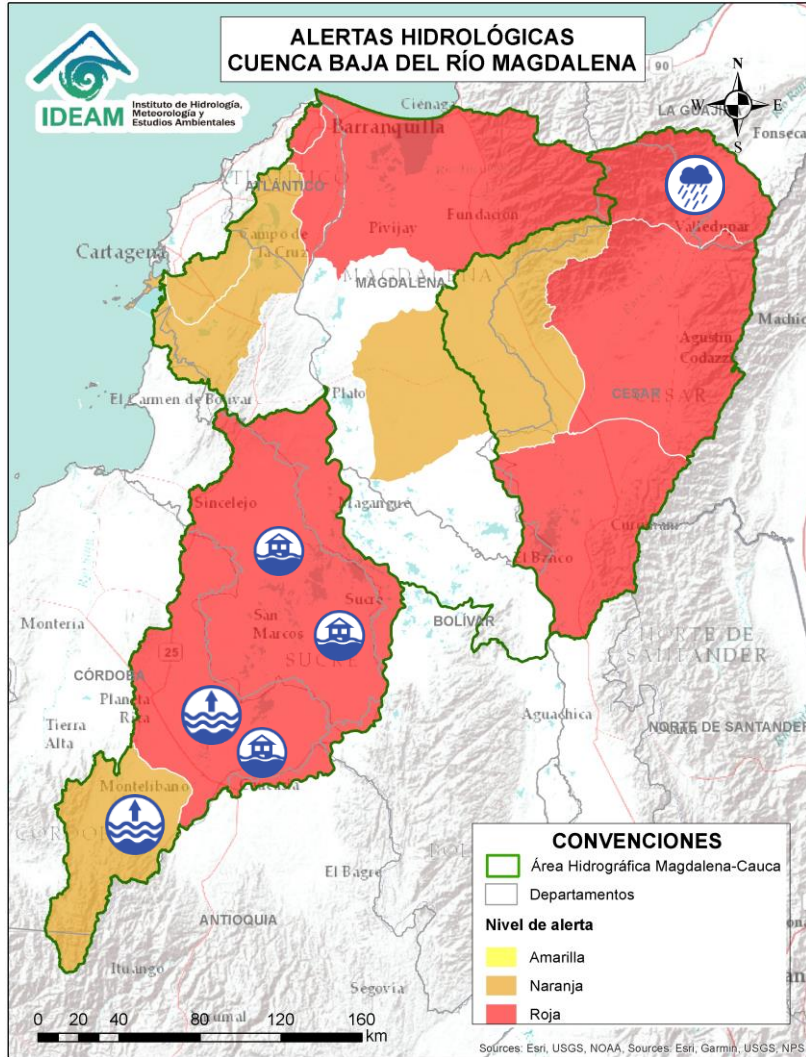 ALERTAS HIDROLÓGICAS
CUENCA BAJA DEL RÍO MAGDALENA
IDEAM
Instituto de Hidrología,
Meteorología y
Estudios Ambientales
N
W E
S
90
Ciénaga
LA GUAJIRA
Fonseca
Barranquilla
ATLÁNTICO
Valledupar
Pivijay
Fundación
Campo de
la Cruz
Cartagena
MAGDALENA
MAGDALENA
Agustín
Codazzi
El Carmen de Bolívar
Plato
CESAR
Sincelejo
Magangué
El Banco
Sucre
San
Marcos
BOLÍVAR
Montería
SUCRE
25
NORTE DE
SANTANDER
CÓRDOBA
Planeta
Rica
Aguachica
NORTE DE SANTANDER
Tierra
Alta
Montelíbano
Caucasia
El Bagre
ANTIOQUIA
Ituango
Segovia
CONVENCIONES
Área Hidrográfica Magdalena-Cauca
Departamentos
Nivel de alerta
Amarilla
Naranja
Roja
0 20 40 80 120 160
km
Sources: Esri, USGS, NOAA, Sources: Esri, Garmin, USGS, NPS